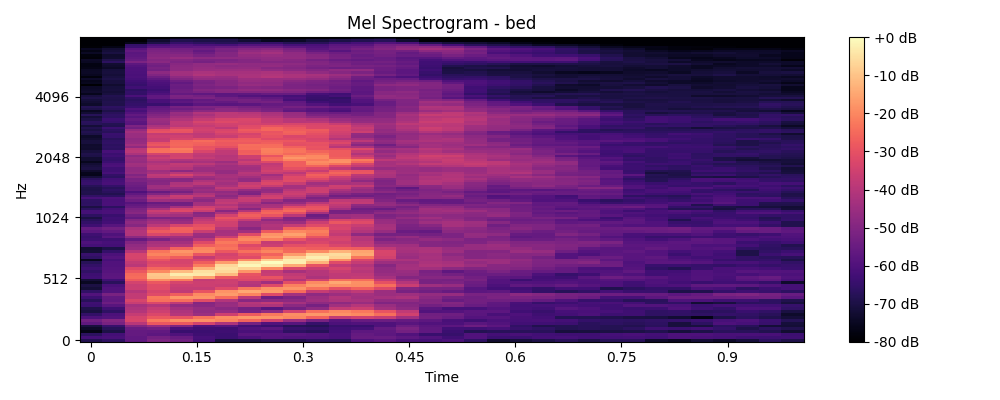 Mel Spectrogram - bed
Hz
4096
2048
1024
512
0
0 0.15 0.3 0.45 0.6 0.75 0.9
Time
+0 dB
-10 dB
-20 dB
-30 dB
-40 dB
-50 dB
-60 dB
-70 dB
-80 dB